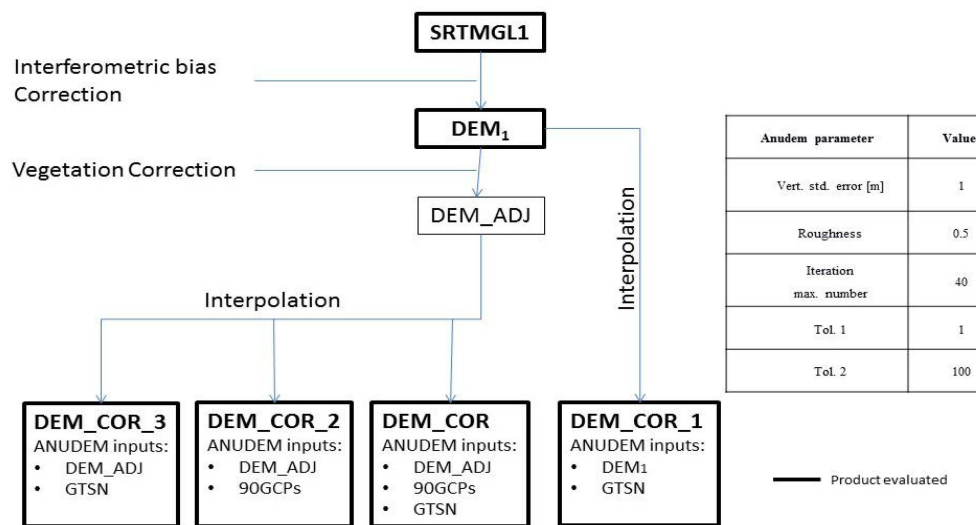 SRTMGL1
Interferometric bias
Correction
DEM₁
Vegetation Correction
DEM_ADJ
Interpolation
Interpolation
DEM_COR_3
ANUDEM inputs:
• DEM_ADJ
• GTSN
DEM_COR_2
ANUDEM inputs:
• DEM_ADJ
• 90GCPs
DEM_COR
ANUDEM inputs:
• DEM_ADJ
• 90GCPs
• GTSN
DEM_COR_1
ANUDEM inputs:
• DEM₁
• GTSN
Anudem parameter Value
Vert. std. error [m] 1
Roughness 0.5
Iteration
max. number 40
Tol. 1 1
Tol. 2 100
Product evaluated